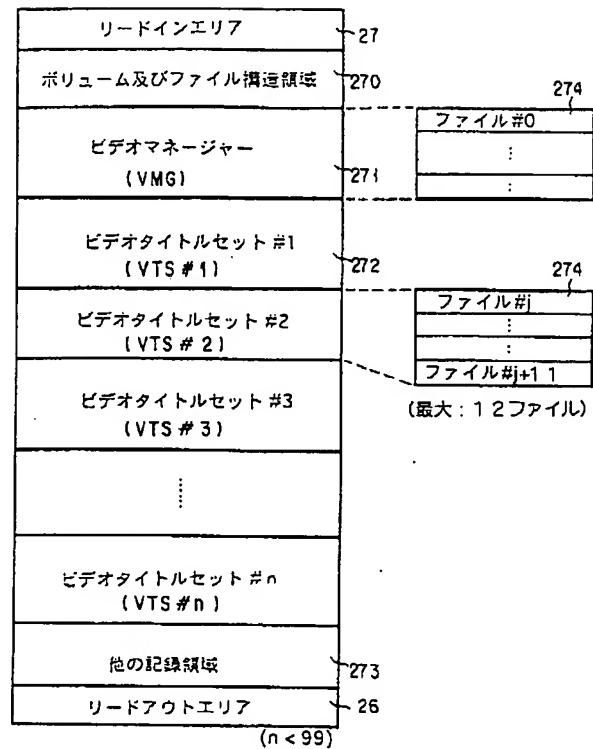 リードインエリア
27
ボリューム及びファイル構造領域
270
ビデオマネージャー
(VMG)
271
274
ファイル#0
⋮
:
ビデオタイトルセット #1
(VTS #1)
272
ビデオタイトルセット #2
(VTS #2)
274
ファイル#j
⋮
:
ファイル#j+11
(最大:12ファイル)
ビデオタイトルセット #3
(VTS #3)
⋮
ビデオタイトルセット #n
(VTS #n)
他の記録領域
273
リードアウトエリア
26
(n<99)